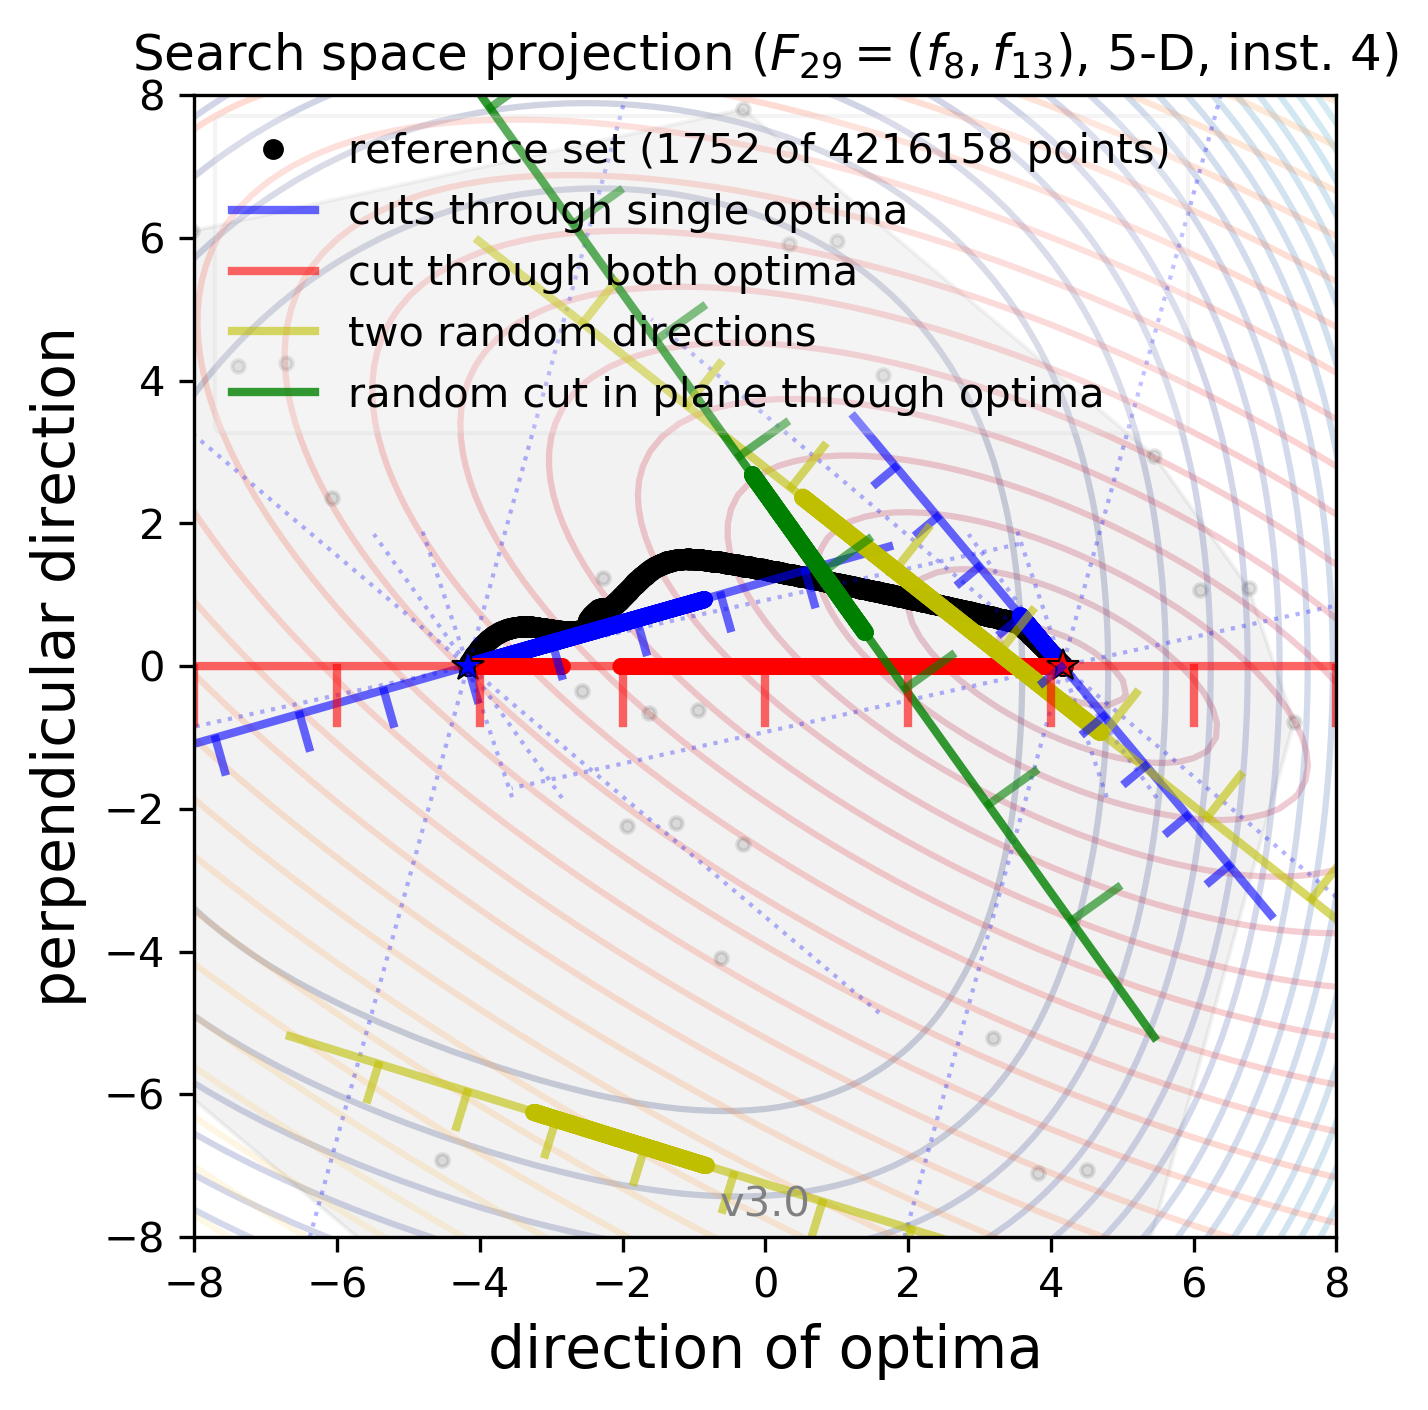 Search space projection (F₂₉ = (f₈, f₁₃), 5-D, inst. 4)
reference set (1752 of 4216158 points)
cuts through single optima
cut through both optima
two random directions
random cut in plane through optima
8
6
4
2
0
−2
−4
−6
−8
perpendicular direction
v3.0
−8 −6 −4 −2 0 2 4 6 8
direction of optima